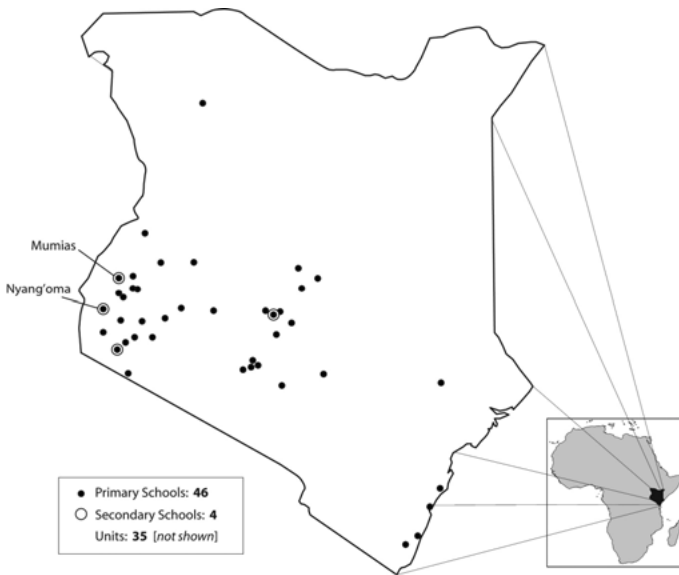 Mumias
Nyang'oma
Primary Schools: 46
Secondary Schools: 4
Units: 35 [not shown]